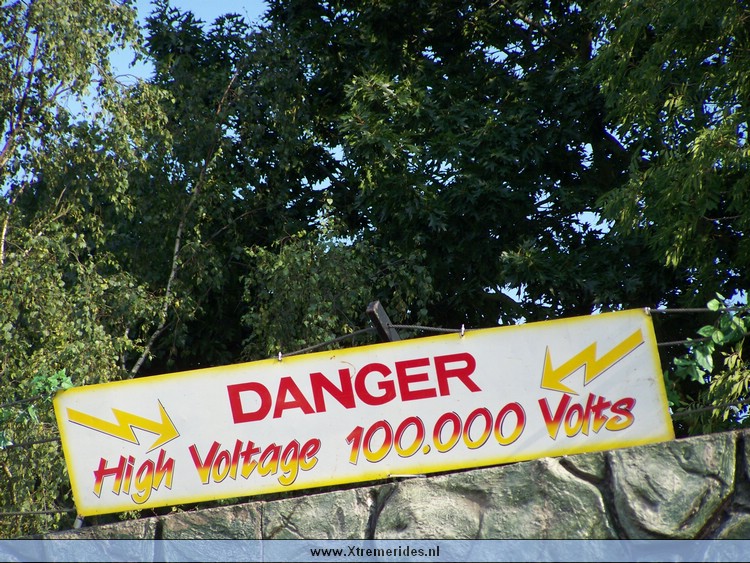 DANGER
High Voltage 100.000 Volts
www.Xtremerides.nl